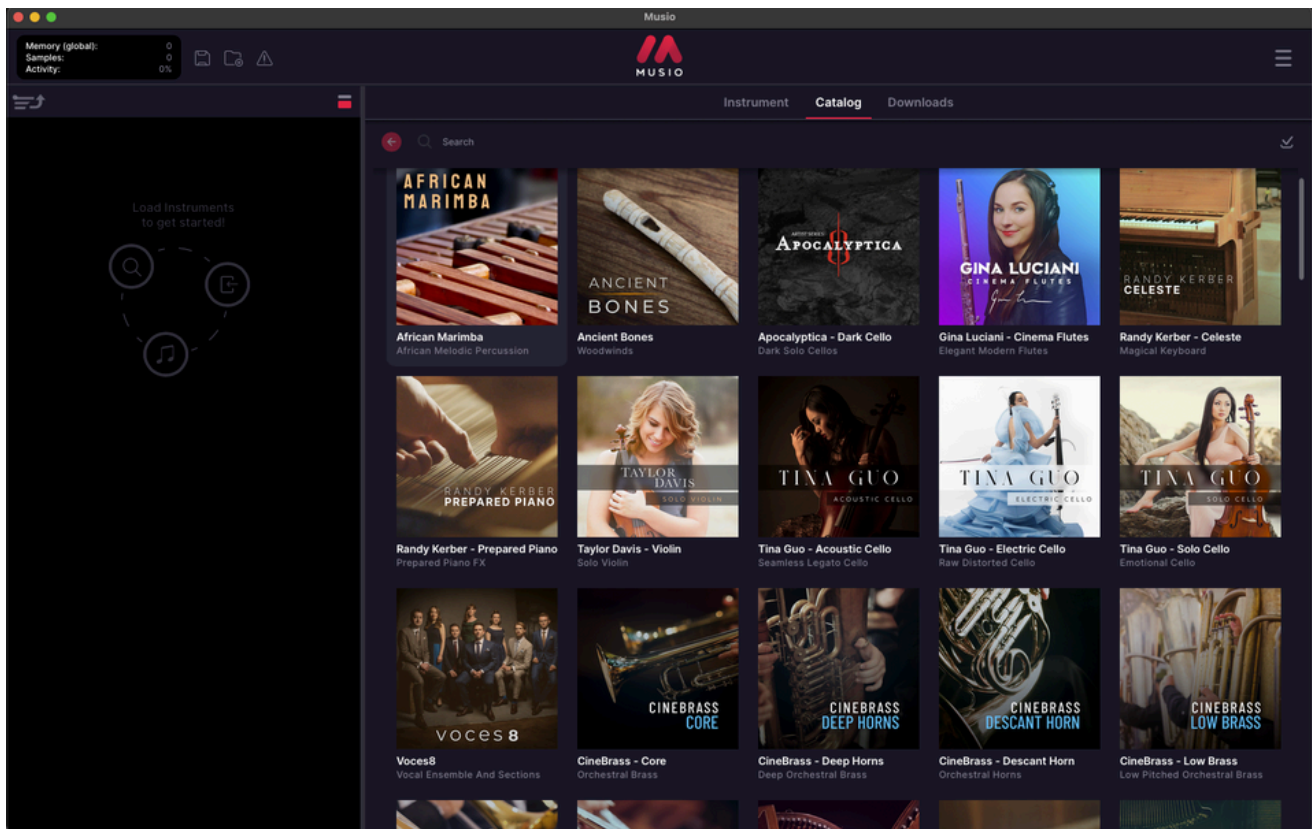 Musio
Memory (global): 0
Samples: 0
Activity: 0%
MUSIO
Instrument Catalog Downloads
Search
Load Instruments
to get started!
AFRICAN
MARIMBA
African Marimba
African Melodic Percussion
ANCIENT
BONES
Ancient Bones
Woodwinds
ARTIST SERIES
APOCALYPTICA
Apocalyptica - Dark Cello
Dark Solo Cellos
GINA LUCIANI
CINEMA FLUTES
Gina Luciani - Cinema Flutes
Elegant Modern Flutes
RANDY KERBER
CELESTE
Randy Kerber - Celeste
Magical Keyboard
RANDY KERBER
PREPARED PIANO
Randy Kerber - Prepared Piano
Prepared Piano FX
TAYLOR
DAVIS
SOLO VIOLIN
Taylor Davis - Violin
Solo Violin
TINA GUO
ACOUSTIC CELLO
Tina Guo - Acoustic Cello
Seamless Legato Cello
TINA GUO
ELECTRIC CELLO
Tina Guo - Electric Cello
Raw Distorted Cello
TINA GUO
SOLO CELLO
Tina Guo - Solo Cello
Emotional Cello
voces8
Voces8
Vocal Ensemble And Sections
CINEBRASS
CORE
CineBrass - Core
Orchestral Brass
CINEBRASS
DEEP HORNS
CineBrass - Deep Horns
Deep Orchestral Brass
CINEBRASS
DESCANT HORN
CineBrass - Descant Horn
Orchestral Horns
CINEBRASS
LOW BRASS
CineBrass - Low Brass
Low Pitched Orchestral Brass